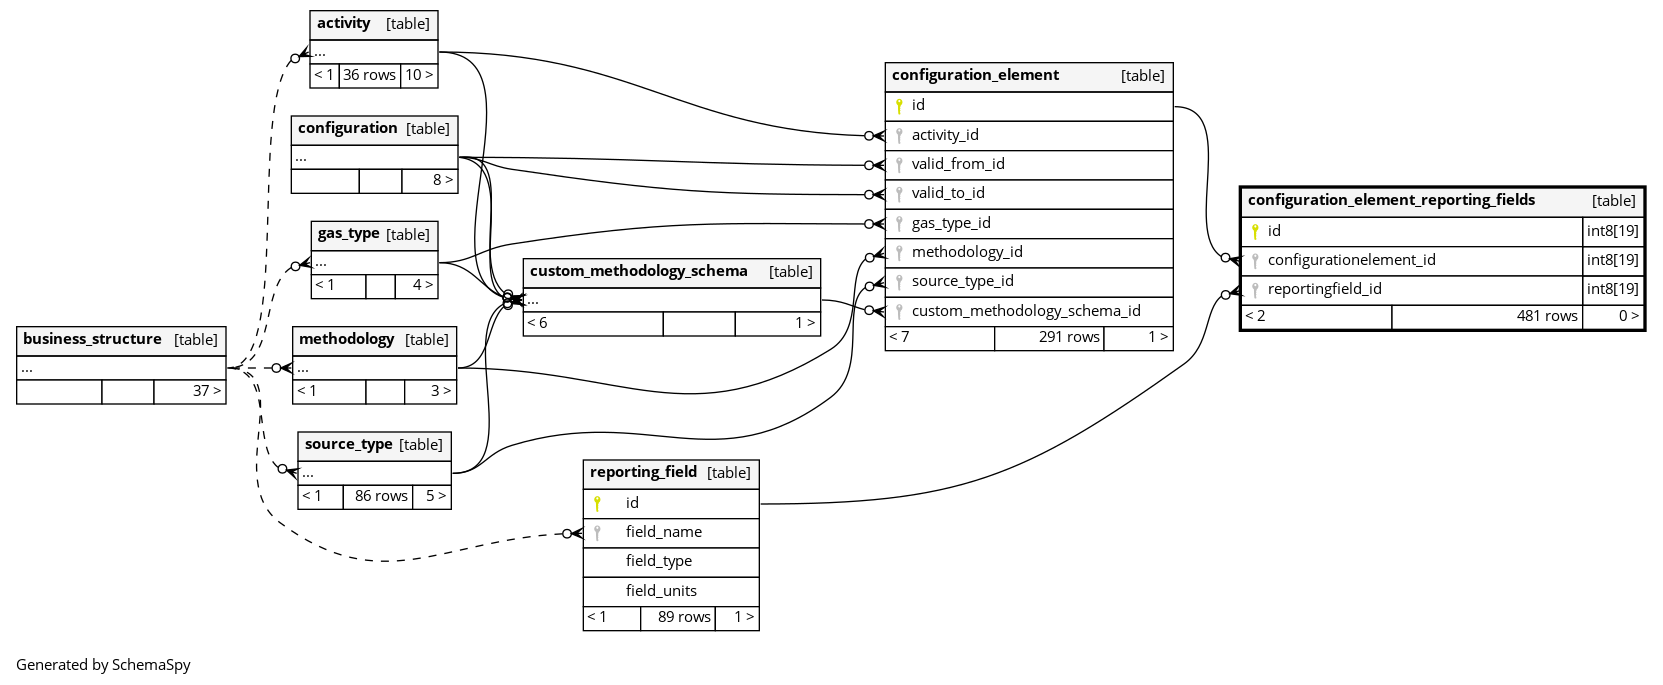 activity [table]
...
< 1 36 rows 10 >
configuration [table]
...
8 >
gas_type [table]
...
< 1 4 >
business_structure [table]
...
37 >
methodology [table]
...
< 1 3 >
source_type [table]
...
< 1 86 rows 5 >
custom_methodology_schema [table]
...
< 6 1 >
reporting_field [table]
id
field_name
field_type
field_units
< 1 89 rows 1 >
configuration_element [table]
id
activity_id
valid_from_id
valid_to_id
gas_type_id
methodology_id
source_type_id
custom_methodology_schema_id
< 7 291 rows 1 >
configuration_element_reporting_fields [table]
id int8[19]
configurationelement_id int8[19]
reportingfield_id int8[19]
< 2 481 rows 0 >
Generated by SchemaSpy